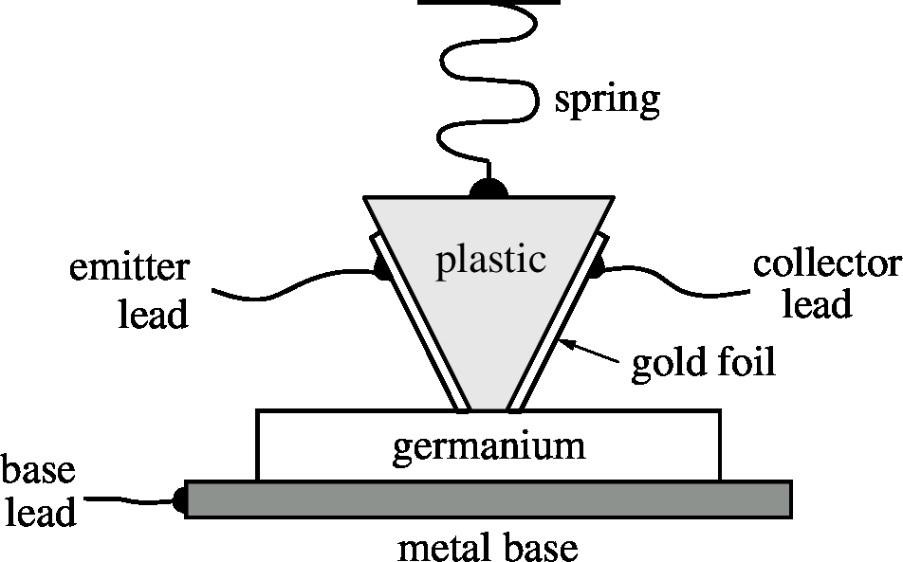 spring
plastic
emitter
lead
collector
lead
gold foil
germanium
base
lead
metal base